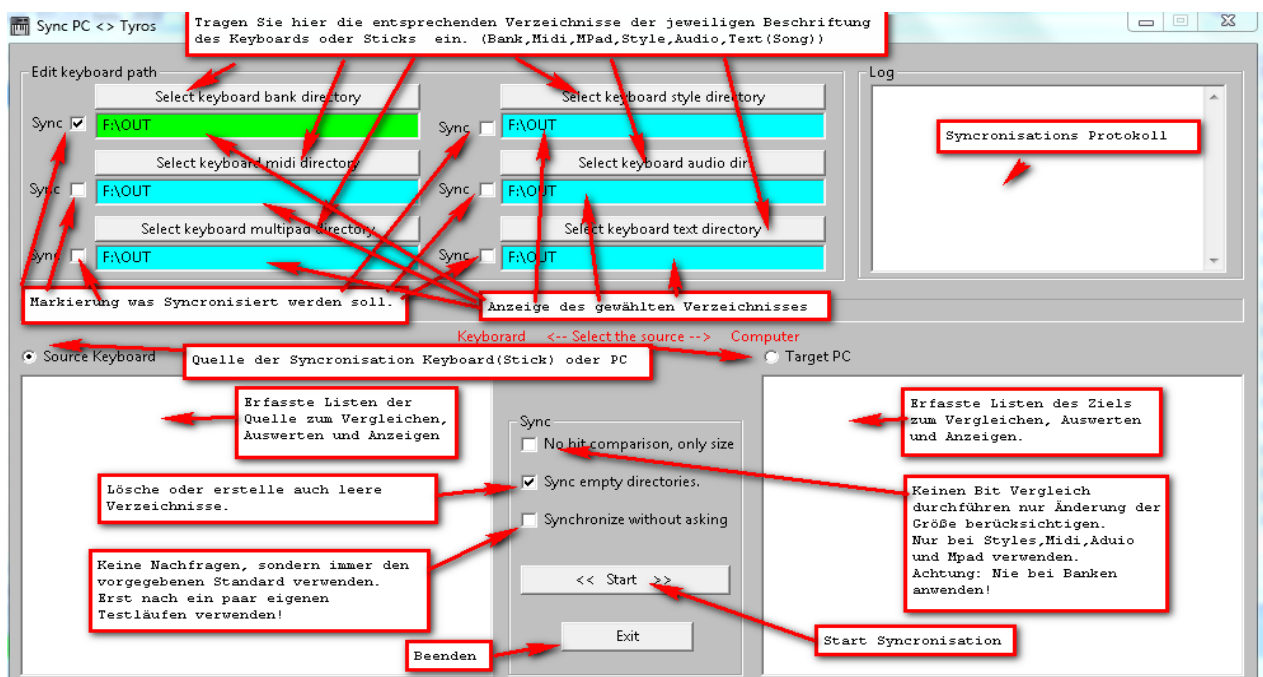 Sync PC <> Tyros
Tragen Sie hier die entsprechenden Verzeichnisse der jeweiligen Beschriftung
des Keyboards oder Sticks ein. (Bank,Midi,MPad,Style,Audio,Text(Song))
Edit keyboard path
Select keyboard bank directory
Sync
F:\OUT
Select keyboard style directory
Sync
F:\OUT
Select keyboard midi directory
Sync
F:\OUT
Select keyboard audio dir
Sync
F:\OUT
Select keyboard multipad directory
Sync
F:\OUT
Select keyboard text directory
Sync
F:\OUT
Log
Syncronisations Protokoll
Markierung was Syncronisiert werden soll.
Anzeige des gewählten Verzeichnisses
Keyborard <-- Select the source --> Computer
Source Keyboard
Quelle der Syncronisation Keyboard(Stick) oder PC
Target PC
Erfasste Listen der
Quelle zum Vergleichen,
Auswerten und Anzeigen
Lösche oder erstelle auch leere
Verzeichnisse.
Keine Nachfragen, sondern immer den
vorgegebenen Standard verwenden.
Erst nach ein paar eigenen
Testläufen verwenden!
Beenden
Sync
No bit comparison, only size
Sync empty directories.
Synchronize without asking
<< Start >>
Exit
Erfasste Listen des Ziels
zum Vergleichen, Auswerten
und Anzeigen.
Keinen Bit Vergleich
durchführen nur Änderung der
Größe berücksichtigen.
Nur bei Styles,Midi,Aduio
und Mpad verwenden.
Achtung: Nie bei Banken
anwenden!
Start Syncronisation